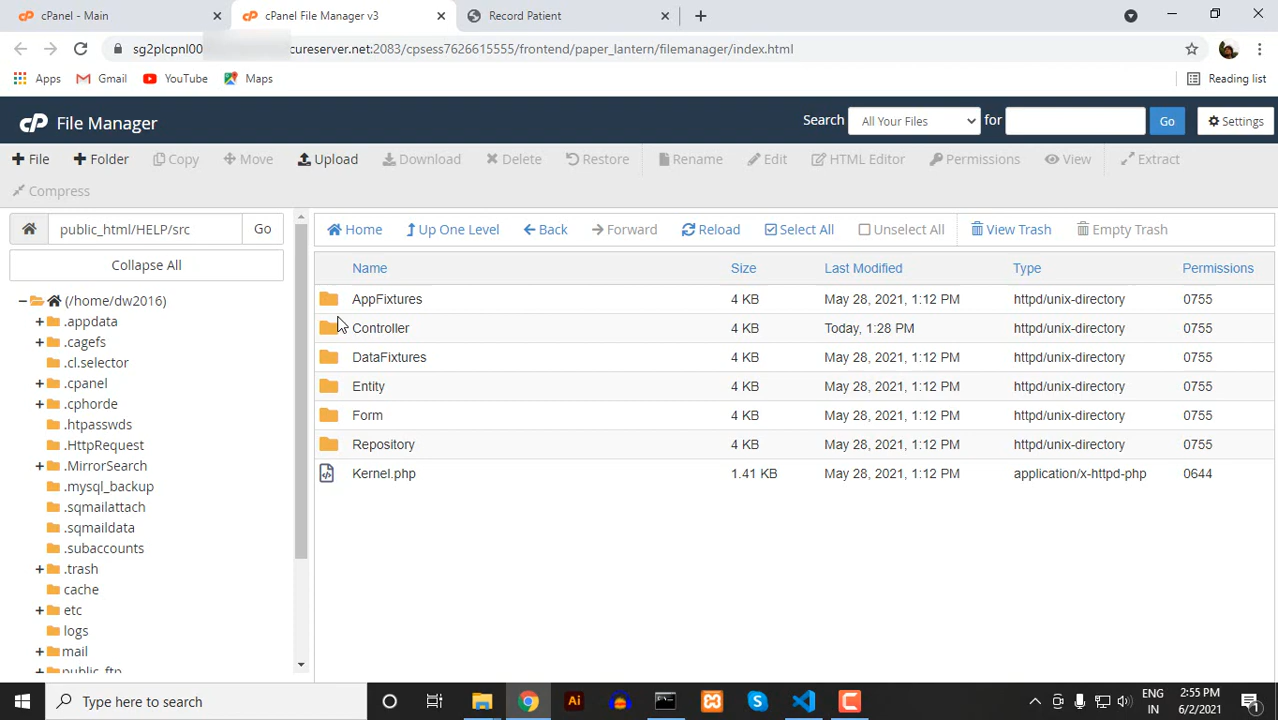 cPanel - Main
cPanel File Manager v3
Record Patient
sg2plcpnl00 cureserver.net:2083/cpsess7626615555/frontend/paper_lantern/filemanager/index.html
Apps Gmail YouTube Maps Reading list
cP File Manager Search All Your Files for Go Settings
File Folder Copy Move Upload Download Delete Restore Rename Edit HTML Editor Permissions View Extract
Compress
public_html/HELP/src Go Home Up One Level Back Forward Reload Select All Unselect All View Trash Empty Trash
Collapse All
Name Size Last Modified Type Permissions
AppFixtures 4 KB May 28, 2021, 1:12 PM httpd/unix-directory 0755
Controller 4 KB Today, 1:28 PM httpd/unix-directory 0755
DataFixtures 4 KB May 28, 2021, 1:12 PM httpd/unix-directory 0755
Entity 4 KB May 28, 2021, 1:12 PM httpd/unix-directory 0755
Form 4 KB May 28, 2021, 1:12 PM httpd/unix-directory 0755
Repository 4 KB May 28, 2021, 1:12 PM httpd/unix-directory 0755
Kernel.php 1.41 KB May 28, 2021, 1:12 PM application/x-httpd-php 0644
(/home/dw2016)
.appdata
.cagefs
.cl.selector
.cpanel
.cphorde
.htpasswds
.HttpRequest
.MirrorSearch
.mysql_backup
.sqmailattach
.sqmaildata
.subaccounts
.trash
cache
etc
logs
mail
public_ftp
Type here to search
ENG
IN
2:55 PM
6/2/2021
1